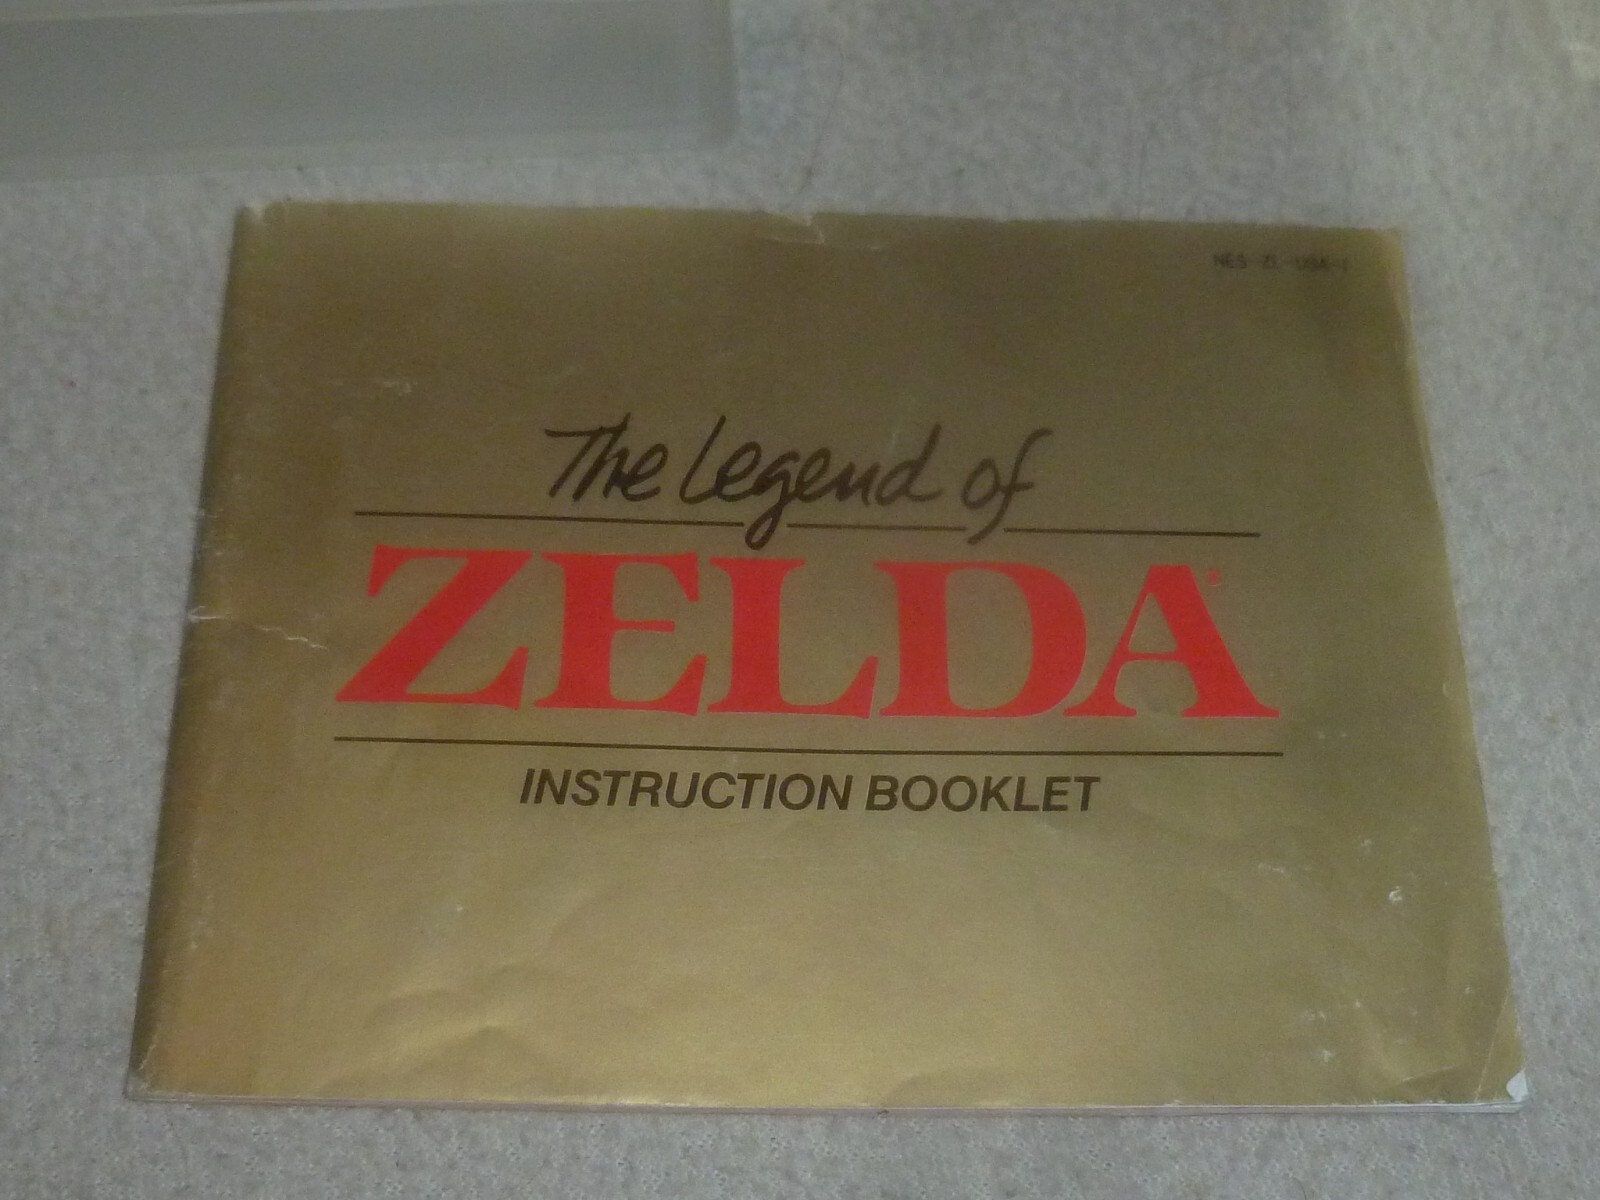 NES-ZL-USA-1
The Legend of
ZELDA
INSTRUCTION BOOKLET